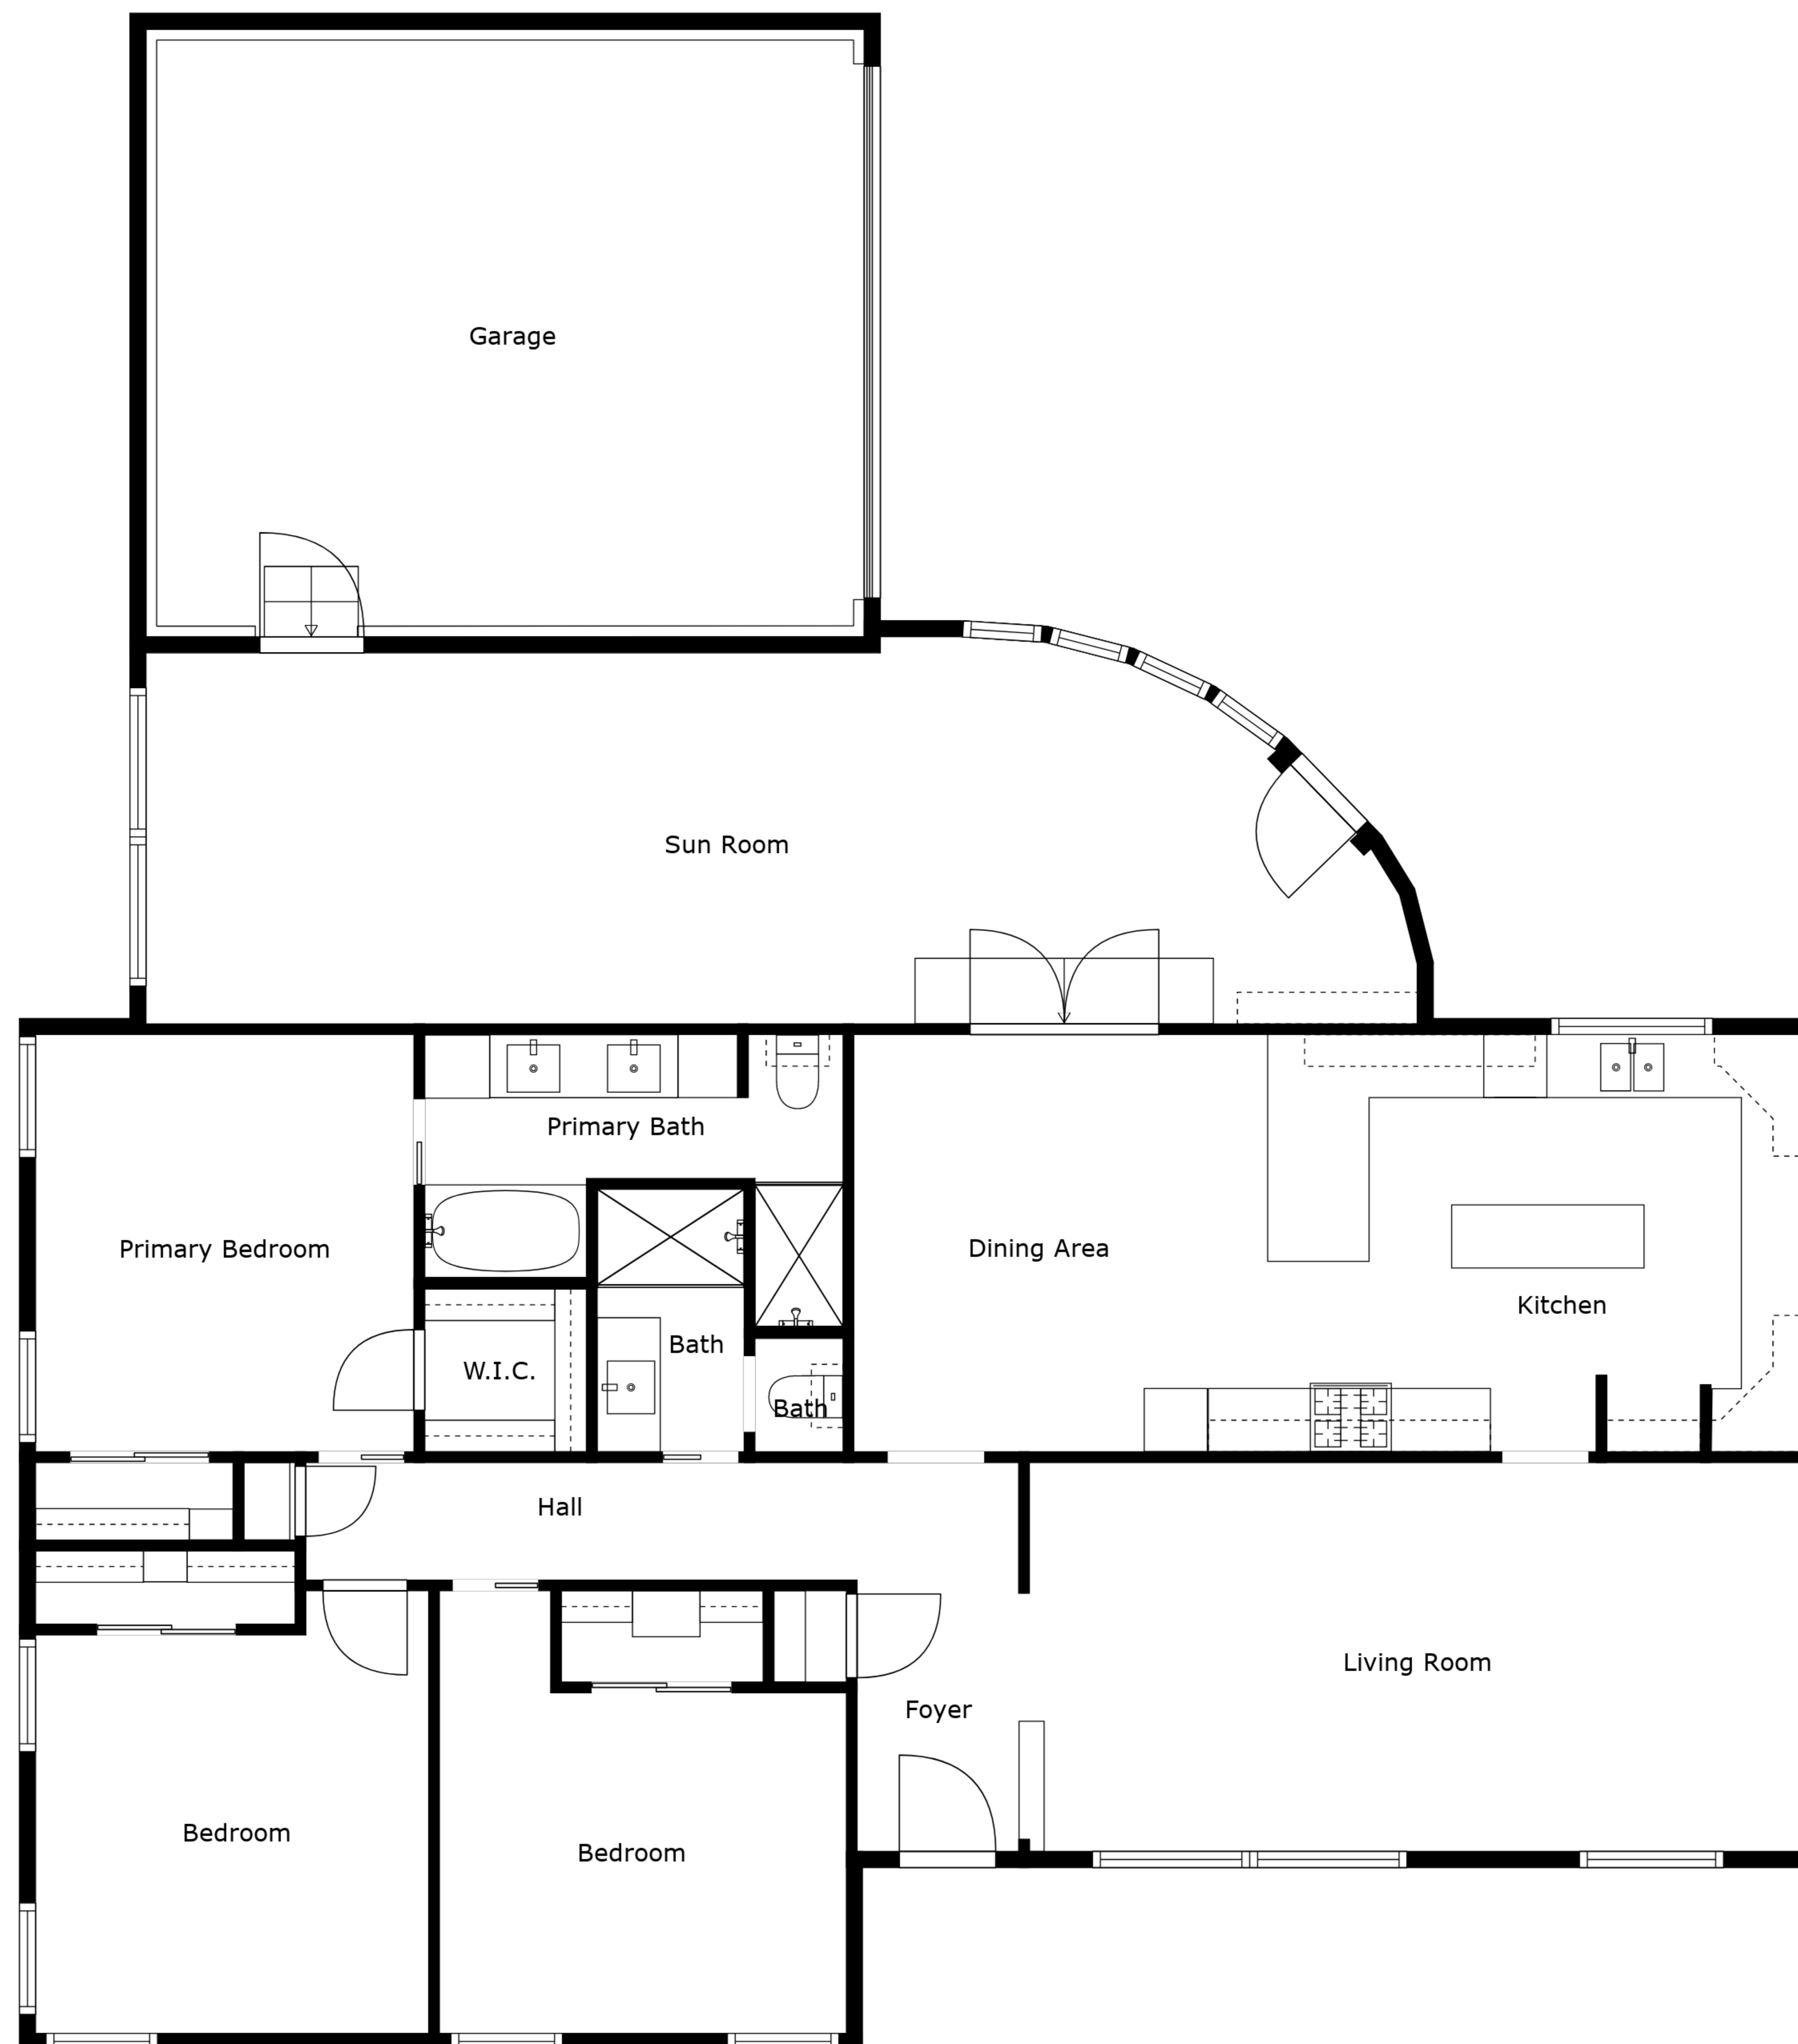 Garage
Sun Room
Primary Bath
Primary Bedroom
Dining Area
Kitchen
Bath
W.I.C.
Bath
Hall
Living Room
Foyer
Bedroom
Bedroom